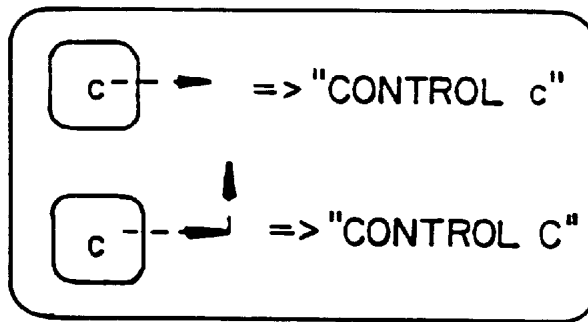 c => "CONTROL c"
c => "CONTROL C"